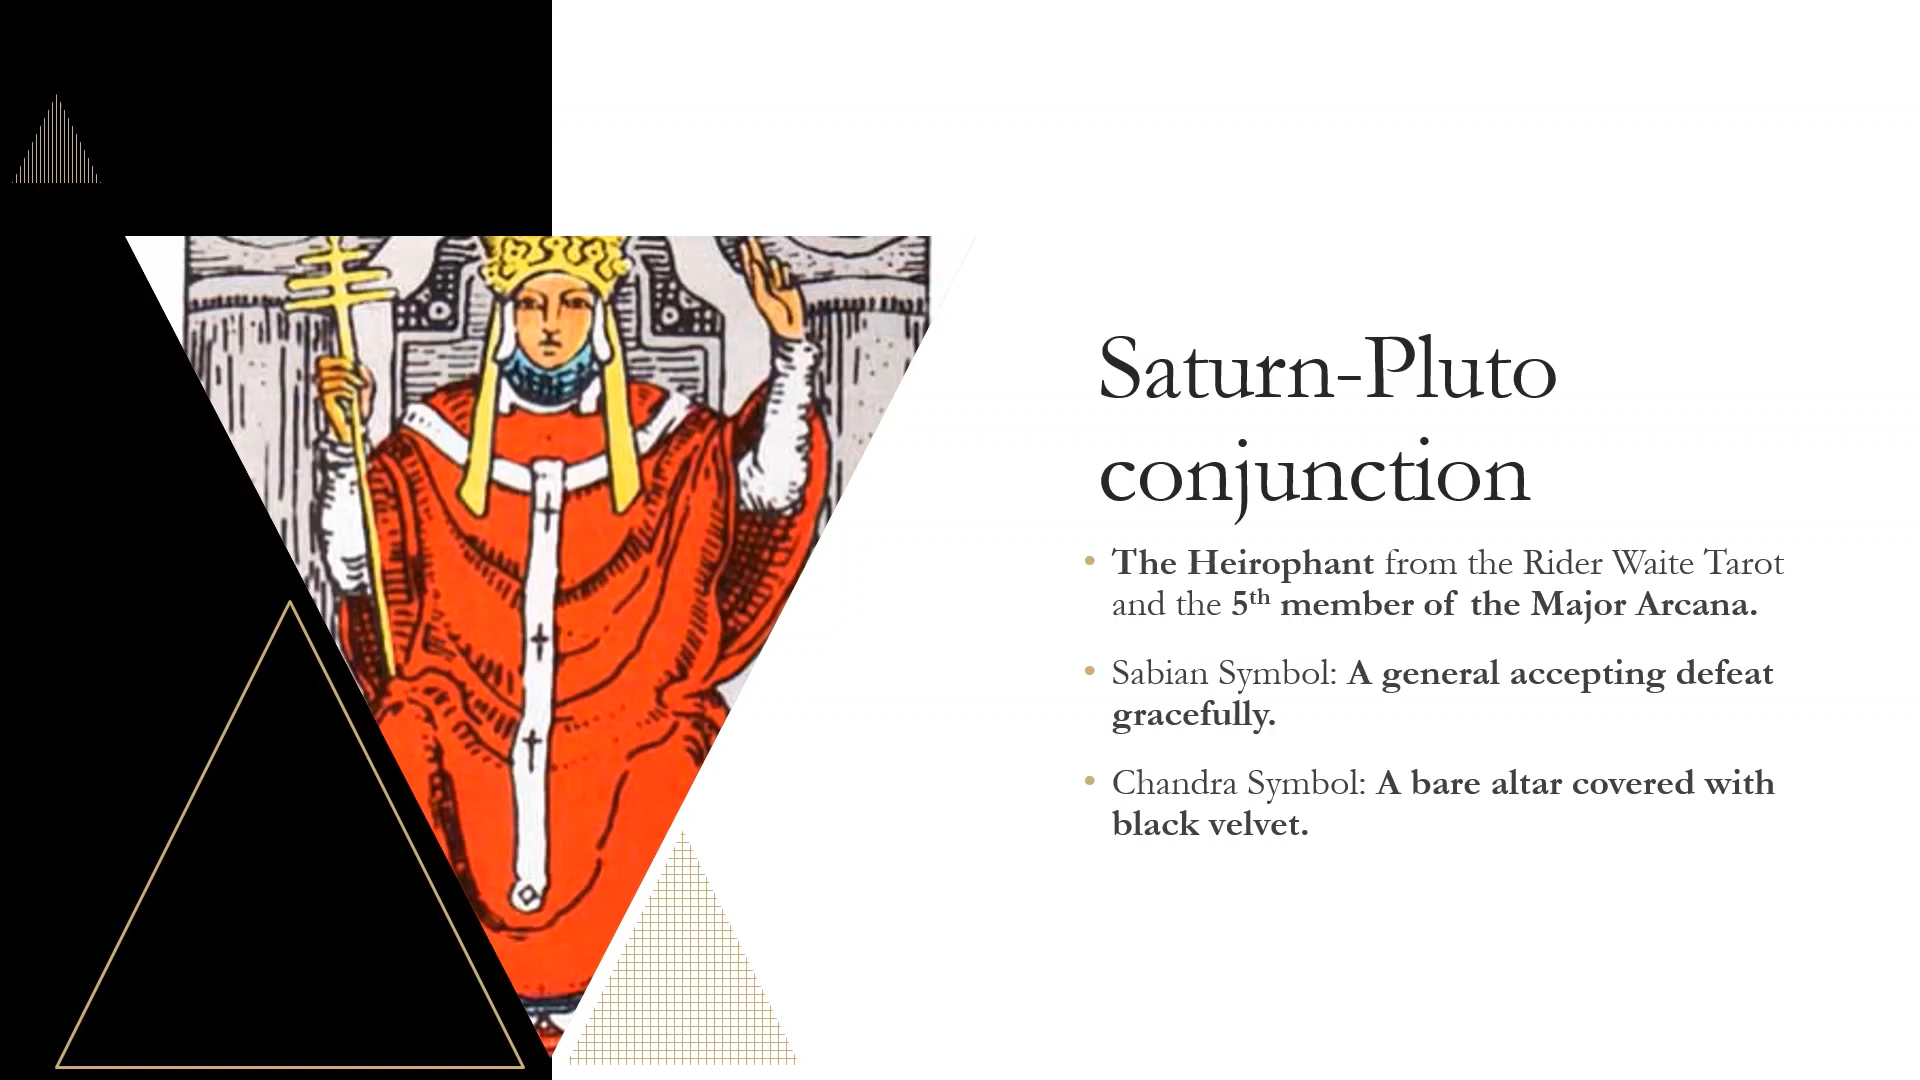 Saturn-Pluto
conjunction
• The Heirophant from the Rider Waite Tarot
and the 5th member of the Major Arcana.
• Sabian Symbol: A general accepting defeat
gracefully.
• Chandra Symbol: A bare altar covered with
black velvet.